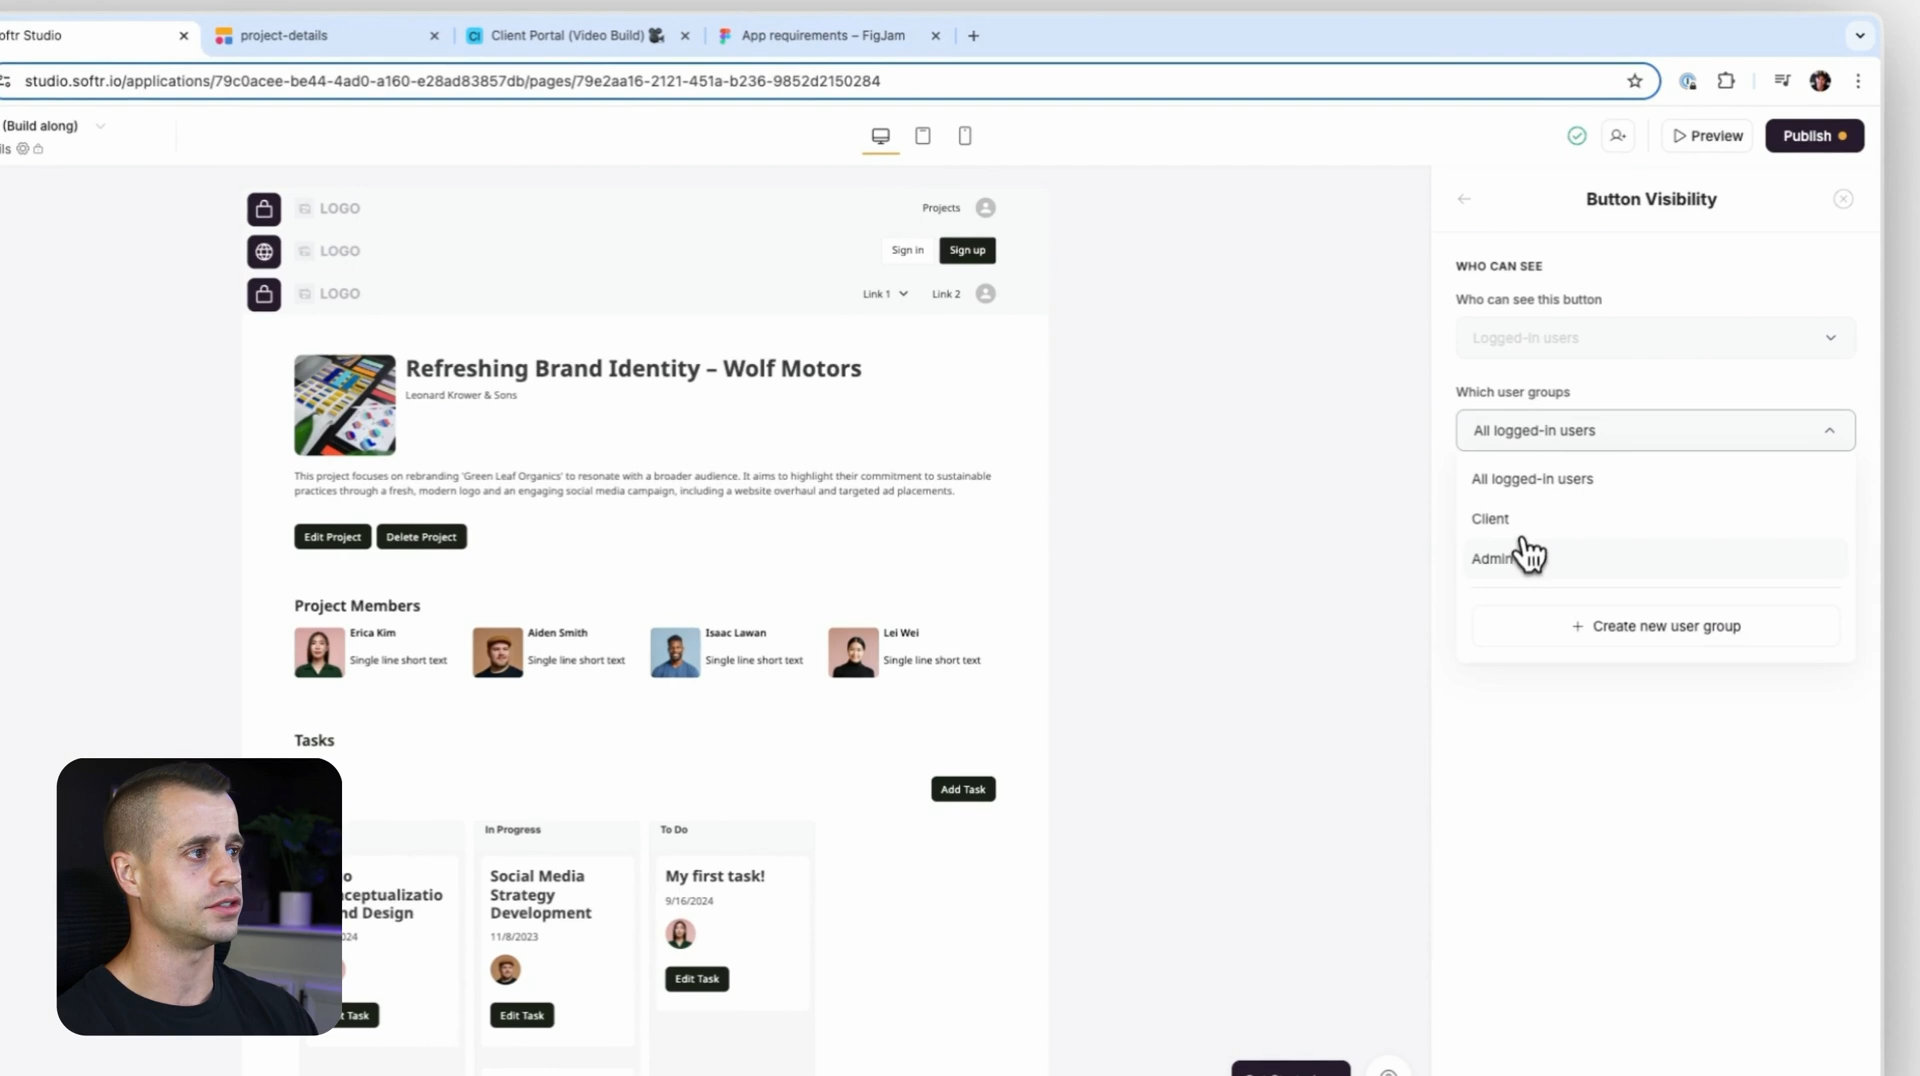 oftr Studio
project-details
Client Portal (Video Build)
App requirements – FigJam
studio.softr.io/applications/79c0acee-be44-4ad0-a160-e28ad83857db/pages/79e2aa16-2121-451a-b236-9852d2150284
(Build along)
ils
Preview
Publish
LOGO
Projects
LOGO
Sign in
Sign up
LOGO
Link 1
Link 2
Refreshing Brand Identity – Wolf Motors
Leonard Krower & Sons
This project focuses on rebranding 'Green Leaf Organics' to resonate with a broader audience. It aims to highlight their commitment to sustainable
practices through a fresh, modern logo and an engaging social media campaign, including a website overhaul and targeted ad placements.
Edit Project
Delete Project
Project Members
Erica Kim
Single line short text
Aiden Smith
Single line short text
Isaac Lawan
Single line short text
Lei Wei
Single line short text
Tasks
Add Task
o
nceptualizatio
nd Design
024
t Task
In Progress
Social Media
Strategy
Development
11/8/2023
Edit Task
To Do
My first task!
9/16/2024
Edit Task
Button Visibility
WHO CAN SEE
Who can see this button
Logged-in users
Which user groups
All logged-in users
All logged-in users
Client
Admin
+ Create new user group